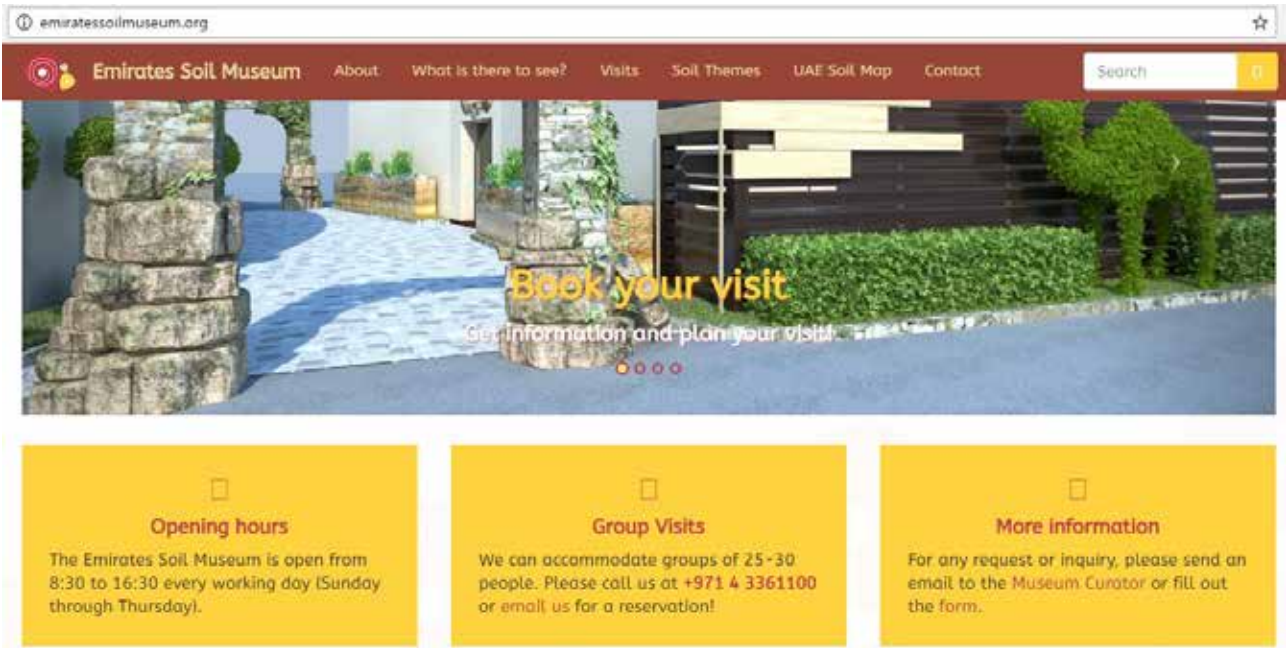 emiratessoilmuseum.org
Emirates Soil Museum About What is there to see? Visits Soil Themes UAE Soil Map Contact Search
Book your visit
Get information and plan your visit!
Opening hours
The Emirates Soil Museum is open from
8:30 to 16:30 every working day (Sunday
through Thursday).
Group Visits
We can accommodate groups of 25-30
people. Please call us at +971 4 3361100
or email us for a reservation!
More information
For any request or inquiry, please send an
email to the Museum Curator or fill out
the form.